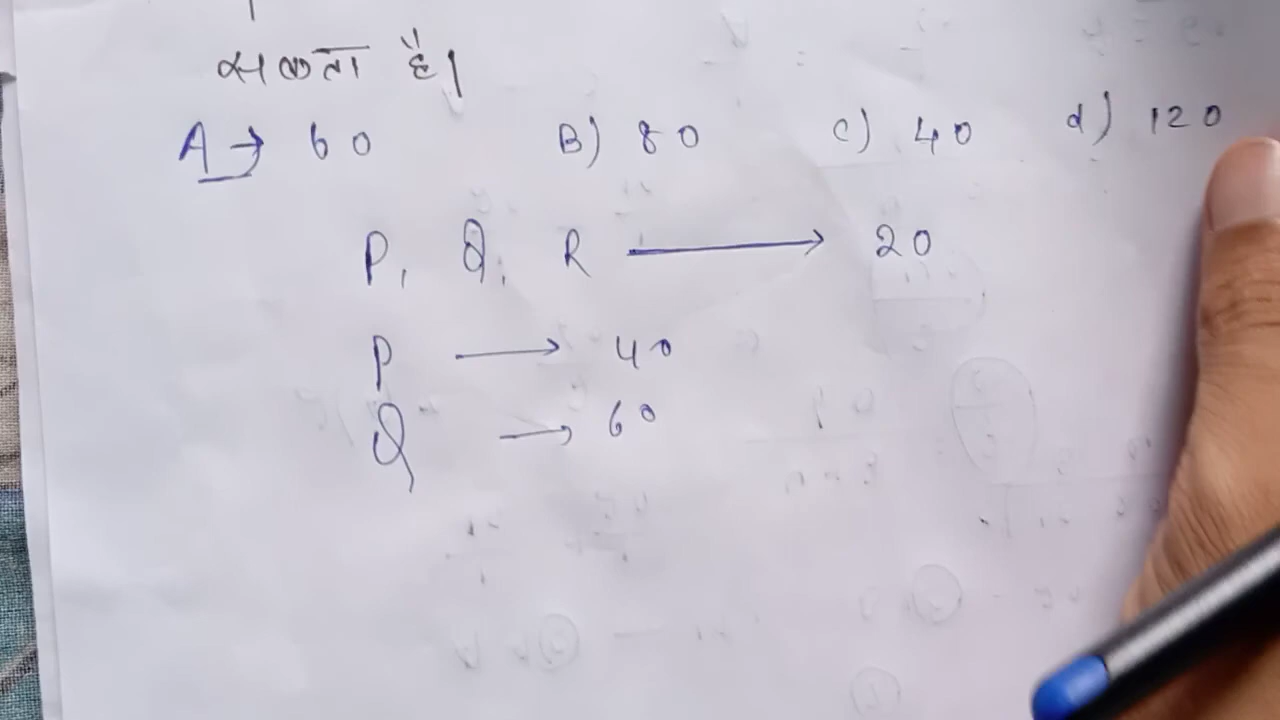 सकता है।
A → 60 B) 80 C) 40 d) 120
P, Q, R → 20
P → 40
Q → 60